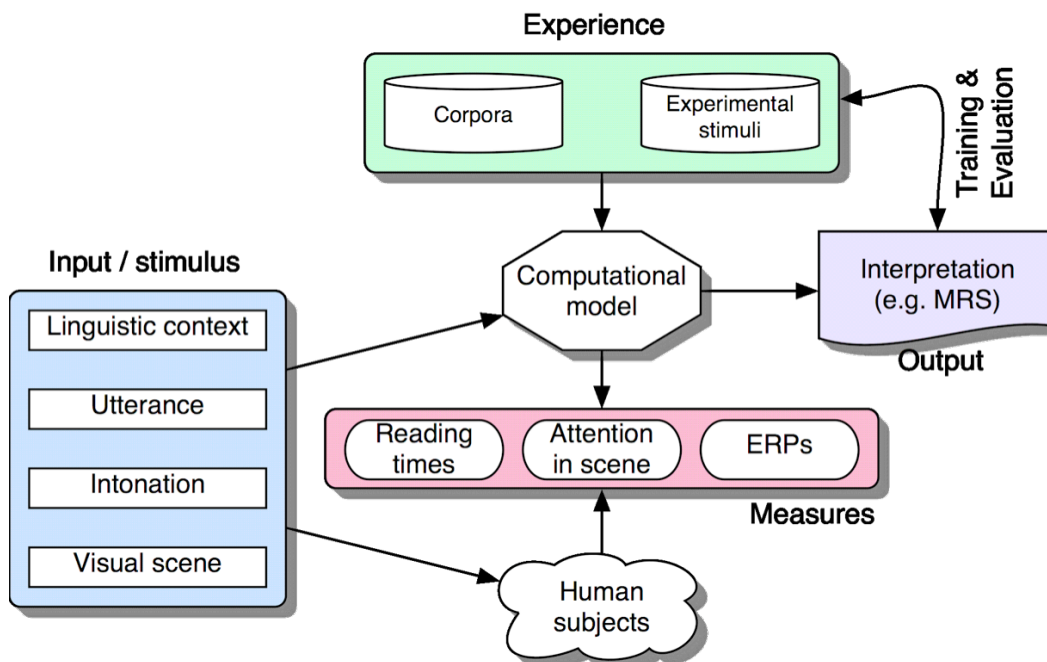 Experience
Corpora
Experimental
stimuli
Training &
Evaluation
Input / stimulus
Linguistic context
Utterance
Intonation
Visual scene
Computational
model
Interpretation
(e.g. MRS)
Output
Reading
times
Attention
in scene
ERPs
Measures
Human
subjects